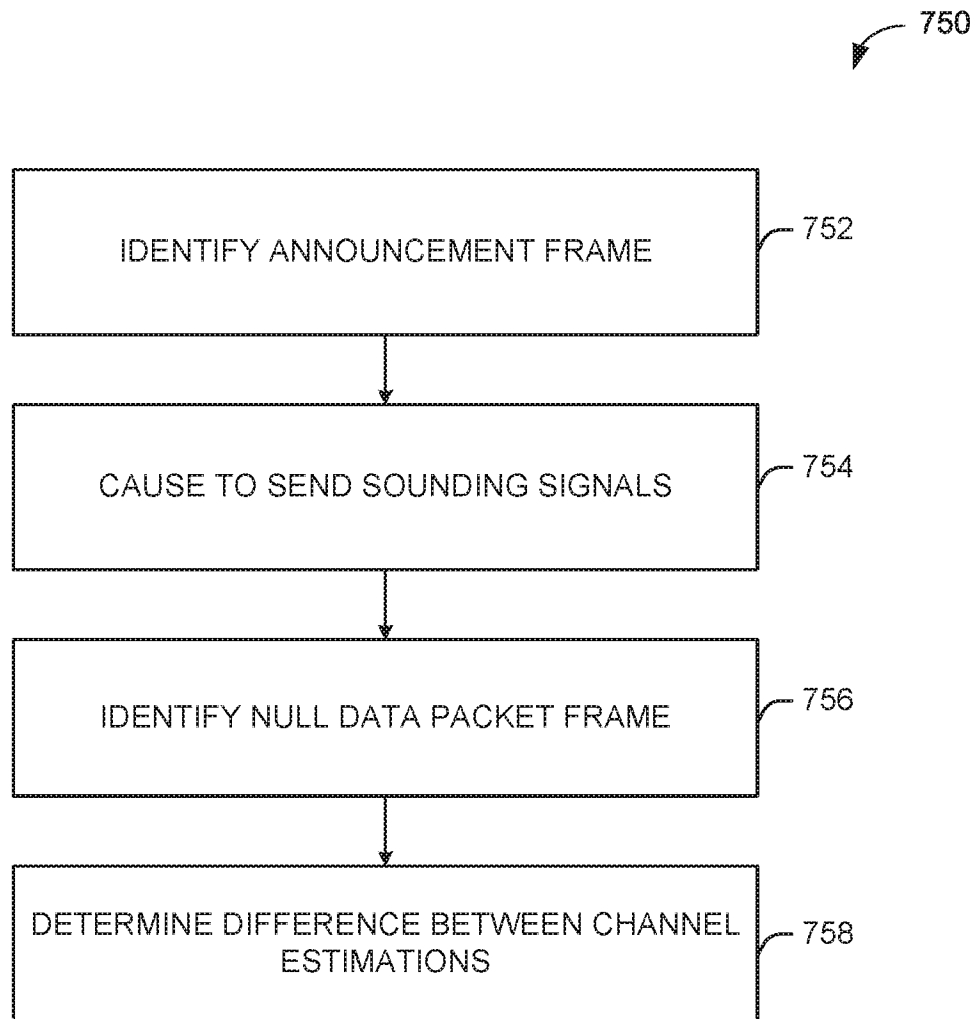 750
IDENTIFY ANNOUNCEMENT FRAME
752
CAUSE TO SEND SOUNDING SIGNALS
754
IDENTIFY NULL DATA PACKET FRAME
756
DETERMINE DIFFERENCE BETWEEN CHANNEL
ESTIMATIONS
758